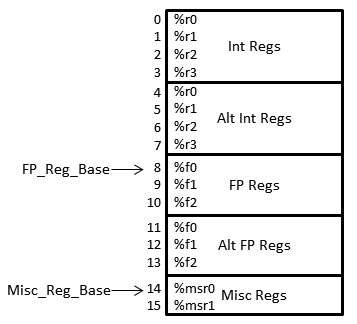 0 %r0
1 %r1
2 %r2
3 %r3
Int Regs
4 %r0
5 %r1
6 %r2
7 %r3
Alt Int Regs
FP_Reg_Base
8 %f0
9 %f1
10 %f2
FP Regs
11 %f0
12 %f1
13 %f2
Alt FP Regs
Misc_Reg_Base
14 %msr0
15 %msr1
Misc Regs